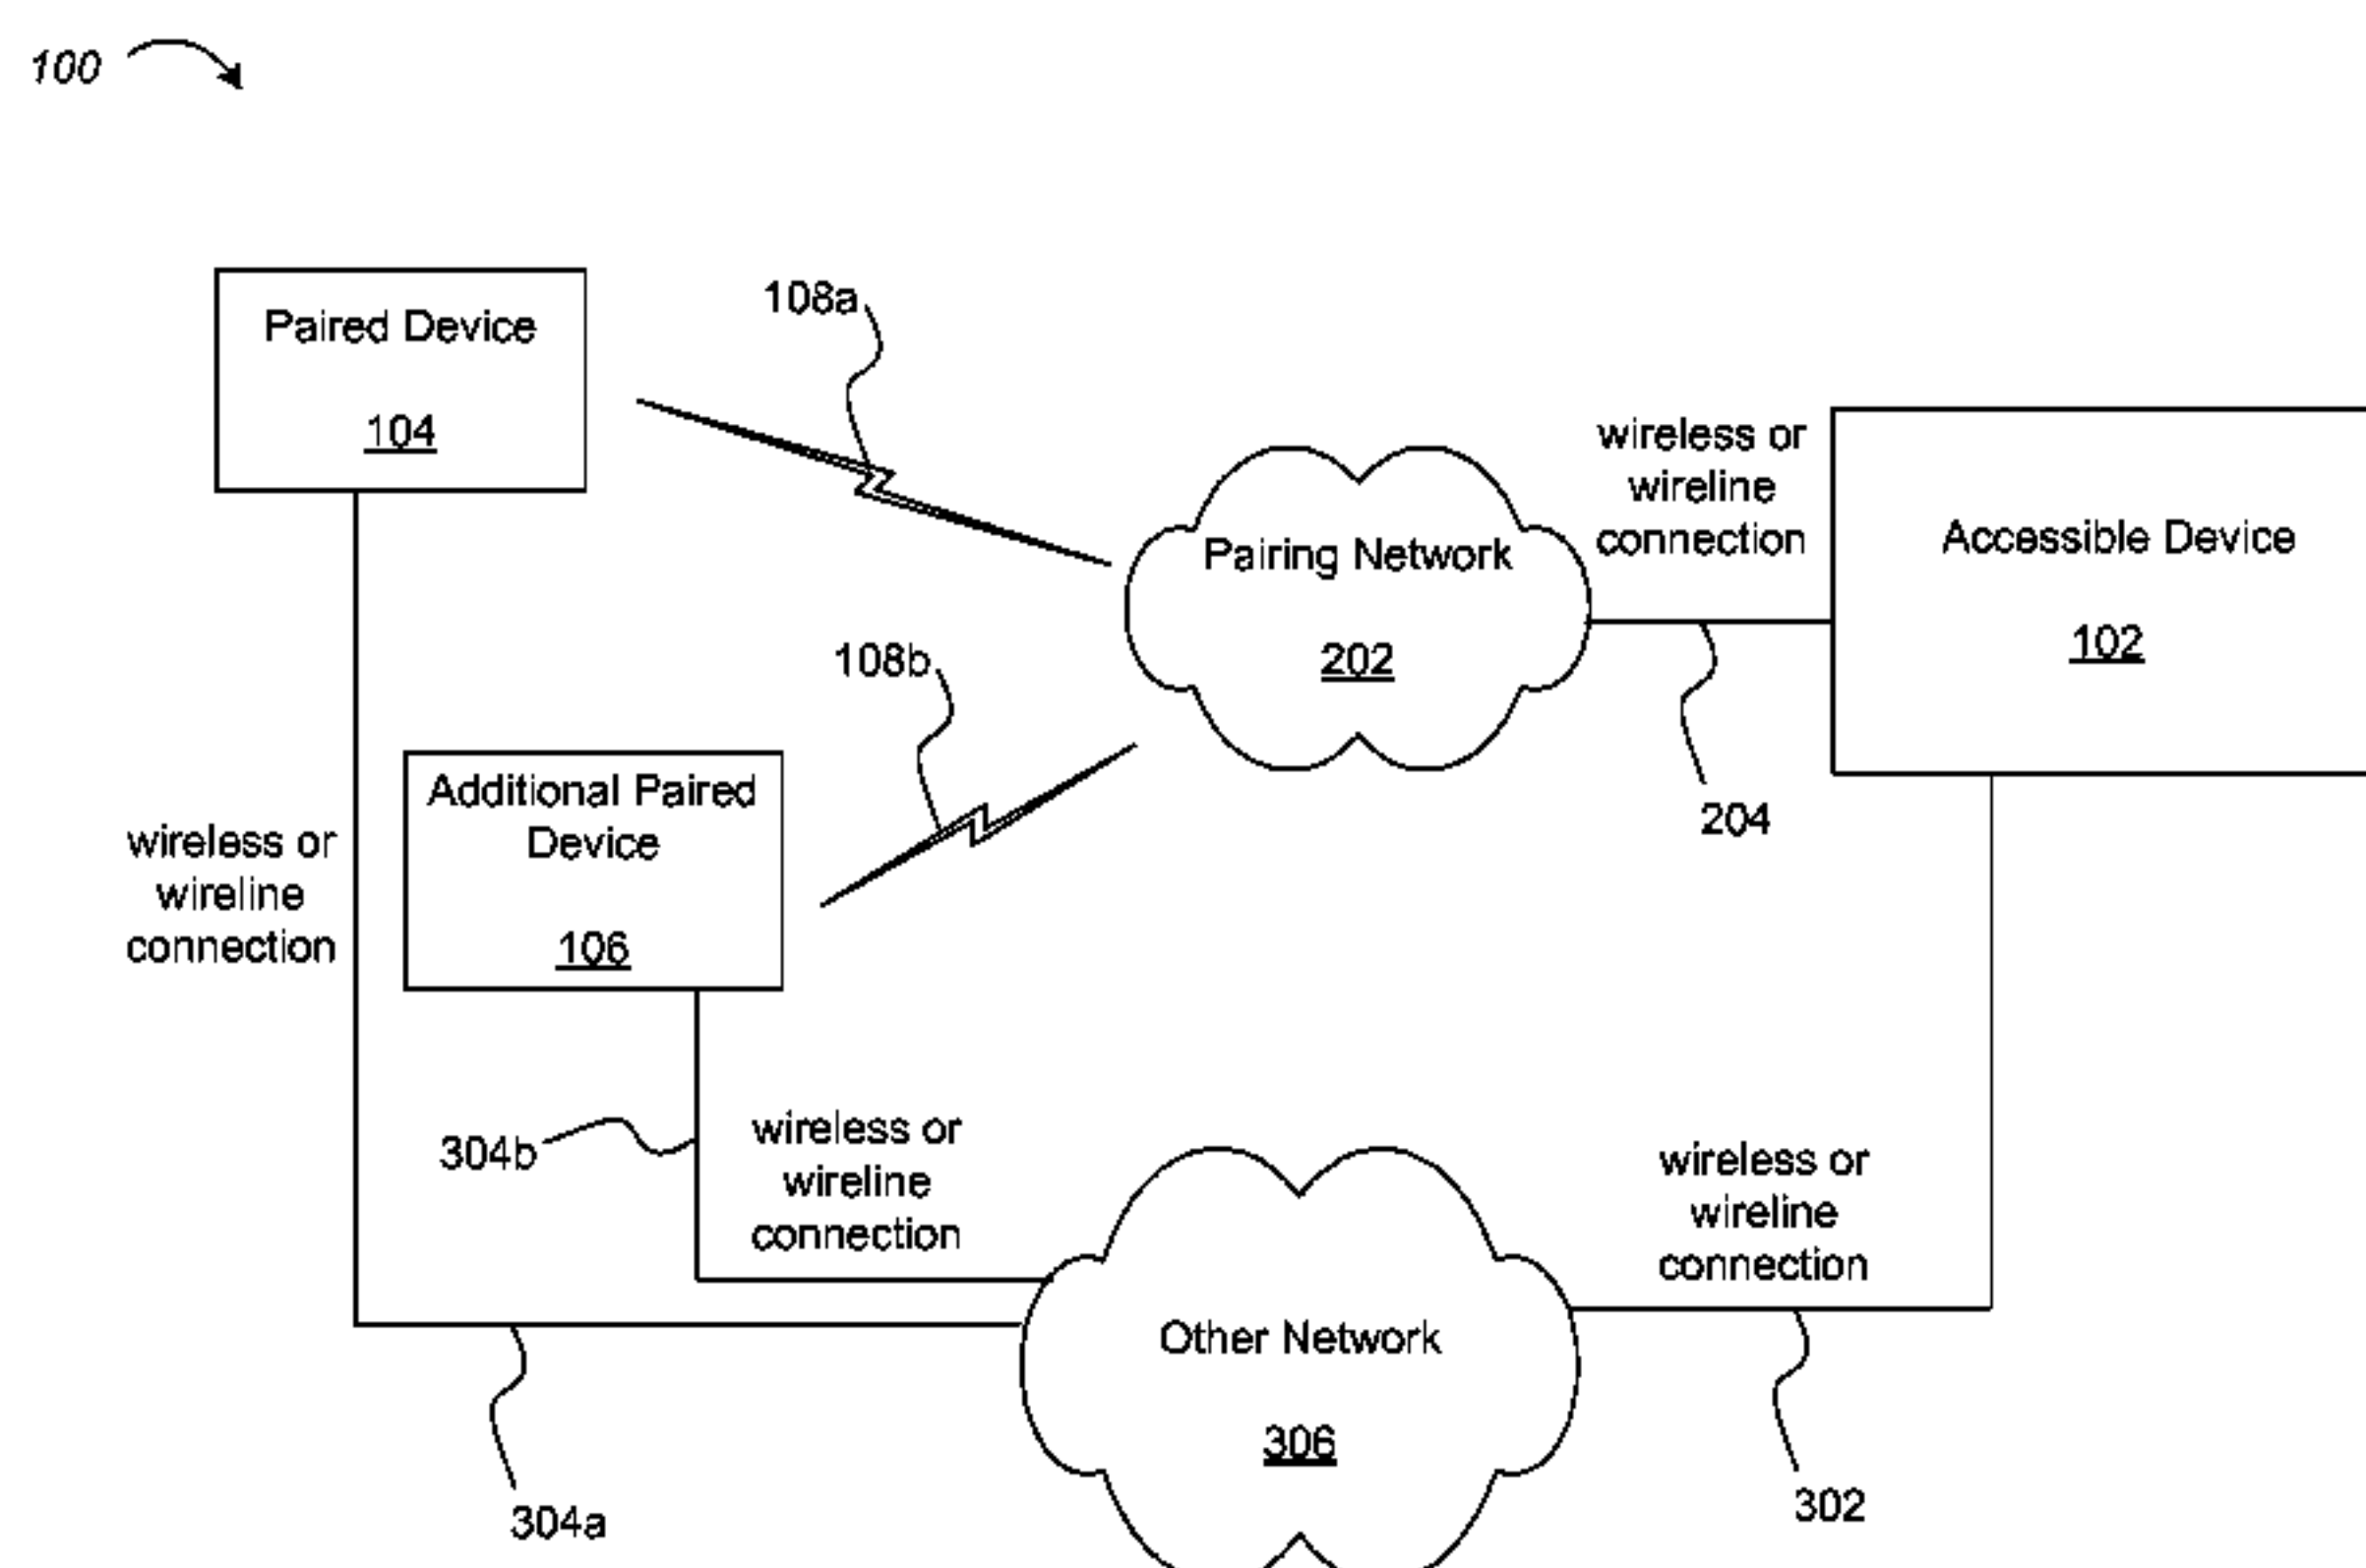 100
Paired Device
104
108a
wireless or
wireline
connection
Accessible Device
102
Pairing Network
202
204
108b
Additional Paired
Device
106
wireless or
wireline
connection
304b
wireless or
wireline
connection
wireless or
wireline
connection
Other Network
306
304a
302